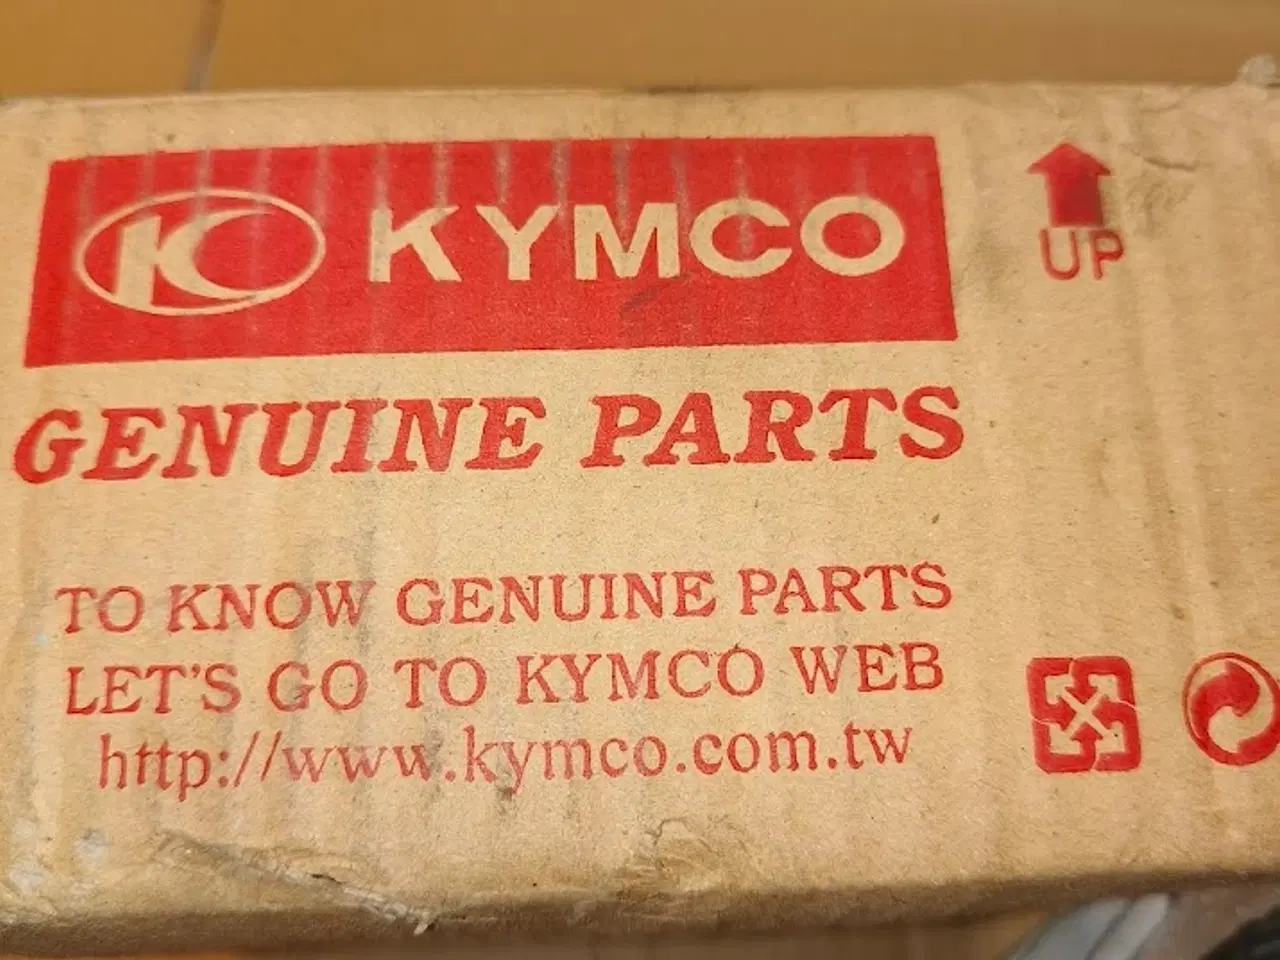 KYMCO
UP
GENUINE PARTS
TO KNOW GENUINE PARTS
LET'S GO TO KYMCO WEB
http://www.kymco.com.tw